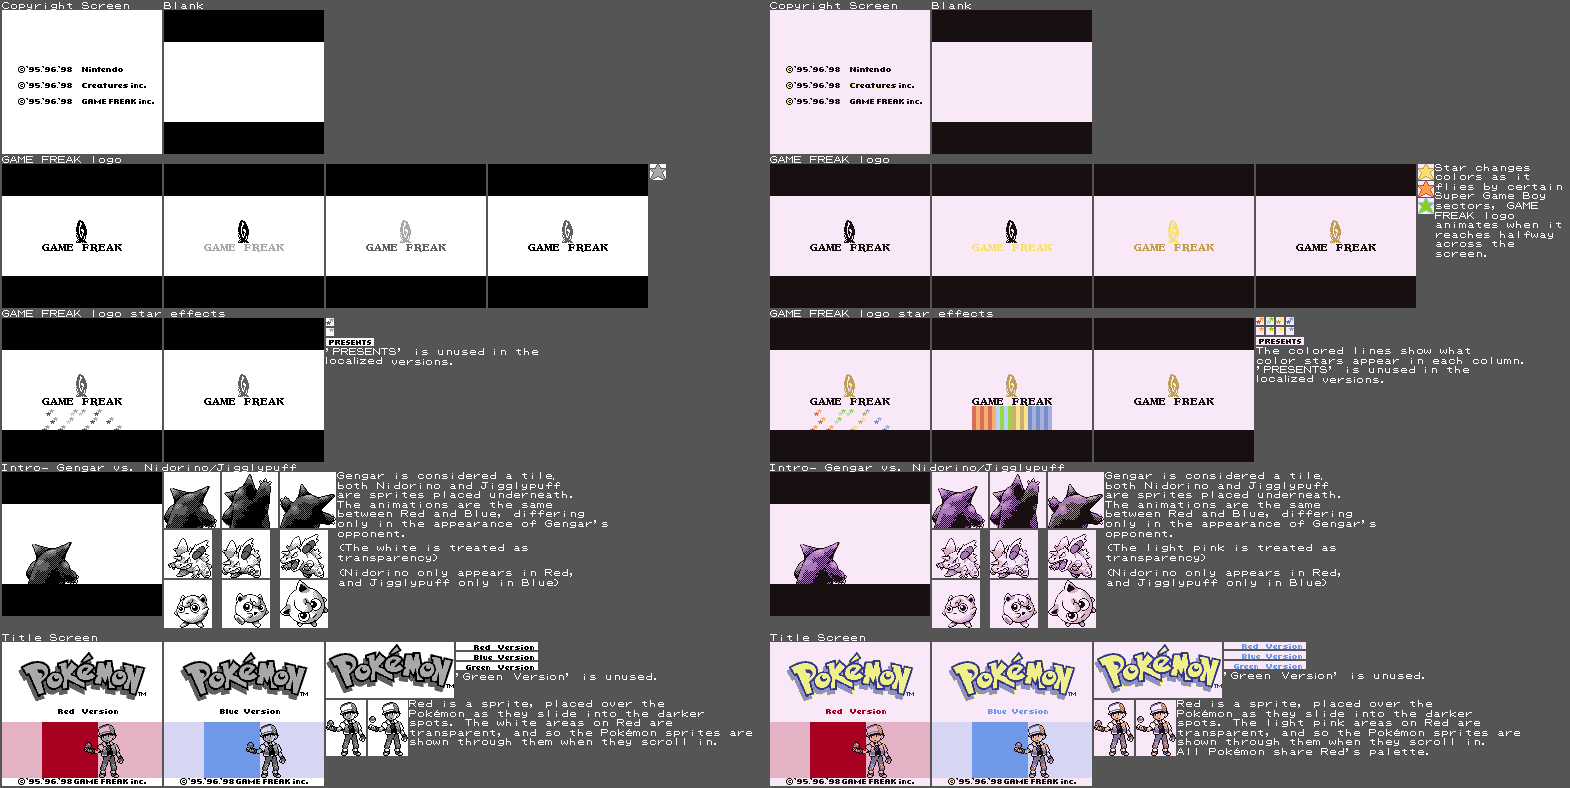 Copyright Screen
Blank
©'95.'96.'98 Nintendo
©'95.'96.'98 Creatures inc.
©'95.'96.'98 GAME FREAK inc.
GAME FREAK logo
GAME FREAK
GAME FREAK
GAME FREAK
GAME FREAK
GAME FREAK logo star effects
GAME FREAK
GAME FREAK
PRESENTS
'PRESENTS' is unused in the
localized versions.
Intro- Gengar vs. Nidorino/Jigglypuff
Gengar is considered a tile,
both Nidorino and Jigglypuff
are sprites placed underneath.
The animations are the same
between Red and Blue, differing
only in the appearance of Gengar's
opponent.
(The white is treated as
transparency)
(Nidorino only appears in Red,
and Jigglypuff only in Blue)
Title Screen
POKéMON TM
Red Version
©'95.'96.'98 GAME FREAK inc.
POKéMON TM
Blue Version
©'95.'96.'98 GAME FREAK inc.
POKéMON TM
Red Version
Blue Version
Green Version
'Green Version' is unused.
Red is a sprite, placed over the
Pokémon as they slide into the darker
spots. The white areas on Red are
transparent, and so the Pokémon sprites are
shown through them when they scroll in.
Copyright Screen
Blank
©'95.'96.'98 Nintendo
©'95.'96.'98 Creatures inc.
©'95.'96.'98 GAME FREAK inc.
GAME FREAK logo
GAME FREAK
GAME FREAK
GAME FREAK
GAME FREAK
Star changes
colors as it
flies by certain
Super Game Boy
sectors, GAME
FREAK logo
animates when it
reaches halfway
across the
screen.
GAME FREAK logo star effects
GAME FREAK
GAME FREAK
GAME FREAK
PRESENTS
The colored lines show what
color stars appear in each column.
'PRESENTS' is unused in the
localized versions.
Intro- Gengar vs. Nidorino/Jigglypuff
Gengar is considered a tile,
both Nidorino and Jigglypuff
are sprites placed underneath.
The animations are the same
between Red and Blue, differing
only in the appearance of Gengar's
opponent.
(The light pink is treated as
transparency)
(Nidorino only appears in Red,
and Jigglypuff only in Blue)
Title Screen
POKéMON TM
Red Version
©'95.'96.'98 GAME FREAK inc.
POKéMON TM
Blue Version
©'95.'96.'98 GAME FREAK inc.
POKéMON TM
Red Version
Blue Version
Green Version
'Green Version' is unused.
Red is a sprite, placed over the
Pokémon as they slide into the darker
spots. The light pink areas on Red are
transparent, and so the Pokémon sprites are
shown through them when they scroll in.
All Pokémon share Red's palette.